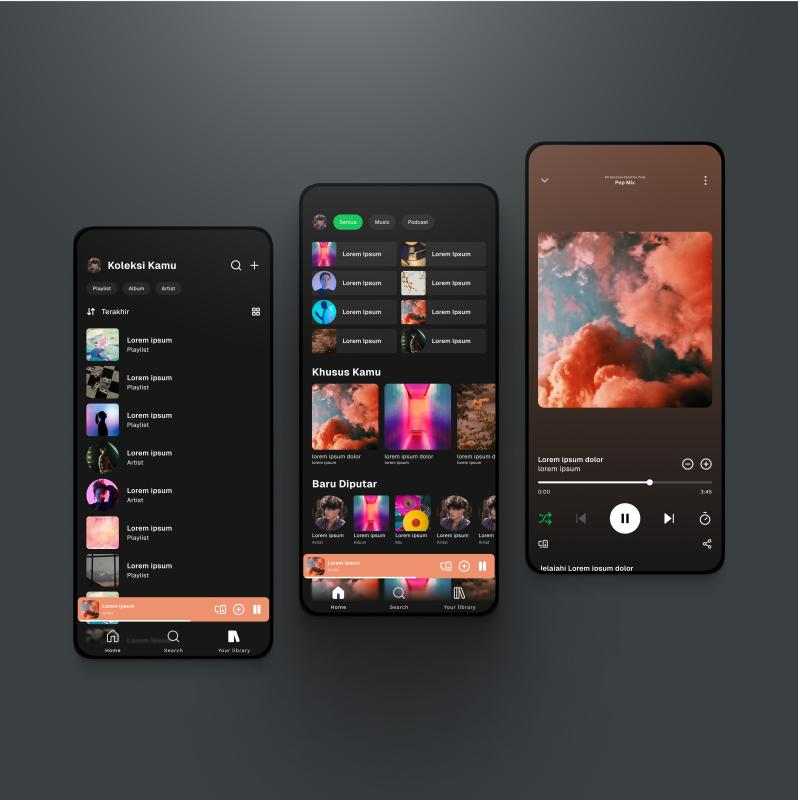 Koleksi Kamu
Playlist Album Artist
Terakhir
Lorem ipsum
Playlist
Lorem ipsum
Playlist
Lorem ipsum
Playlist
Lorem ipsum
Artist
Lorem ipsum
Artist
Lorem ipsum
Playlist
Lorem ipsum
Playlist
Lorem ipsum
Artist
Home Search Your library
Semua Music Podcast
Lorem Ipsum Lorem Ipsum
Lorem Ipsum Lorem Ipsum
Lorem Ipsum Lorem Ipsum
Lorem Ipsum Lorem Ipsum
Khusus Kamu
lorem ipsum dolor lorem ipsum dolor lorem ipsum d
lorem ipsum lorem ipsum lorem ipsum
Baru Diputar
Lorem ipsum Lorem ipsum Lorem ipsum Lorem ipsum Lorem
Artist Album Mix Artist Artist
Lorem ipsum
Home Search Your library
Pop Mix
Lorem ipsum dolor
lorem ipsum
0:00 3:45
Jelajahi Lorem ipsum dolor